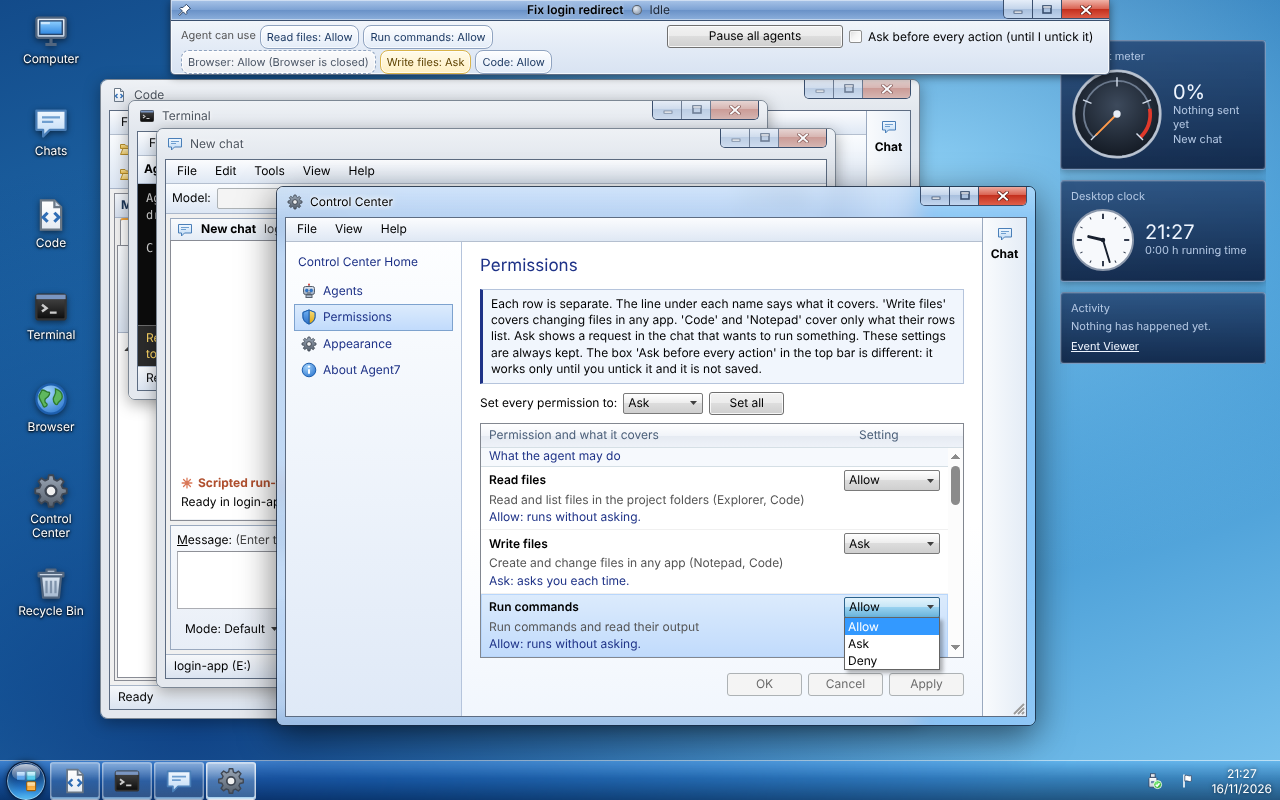 Fix login redirect
Idle
Agent can use
Read files: Allow
Run commands: Allow
Browser: Allow (Browser is closed)
Write files: Ask
Code: Allow
Pause all agents
Ask before every action (until I untick it)
Computer
Chats
Code
Terminal
Browser
Control
Center
Recycle Bin
meter
0%
Nothing sent
yet
New chat
Desktop clock
21:27
0:00 h running time
Activity
Nothing has happened yet.
Event Viewer
Code
Chat
Ready
Terminal
New chat
File Edit Tools View Help
Model:
New chat
Scripted run-
Ready in login-ap
Message: (Enter t
Mode: Default
login-app (E:)
Control Center
File View Help
Chat
Control Center Home
Agents
Permissions
Appearance
About Agent7
Permissions
Each row is separate. The line under each name says what it covers. 'Write files'
covers changing files in any app. 'Code' and 'Notepad' cover only what their rows
list. Ask shows a request in the chat that wants to run something. These settings
are always kept. The box 'Ask before every action' in the top bar is different: it
works only until you untick it and it is not saved.
Set every permission to: Ask Set all
Permission and what it covers Setting
What the agent may do
Read files Allow
Read and list files in the project folders (Explorer, Code)
Allow: runs without asking.
Write files Ask
Create and change files in any app (Notepad, Code)
Ask: asks you each time.
Run commands Allow
Run commands and read their output
Allow: runs without asking.
Allow
Ask
Deny
OK Cancel Apply
21:27
16/11/2026